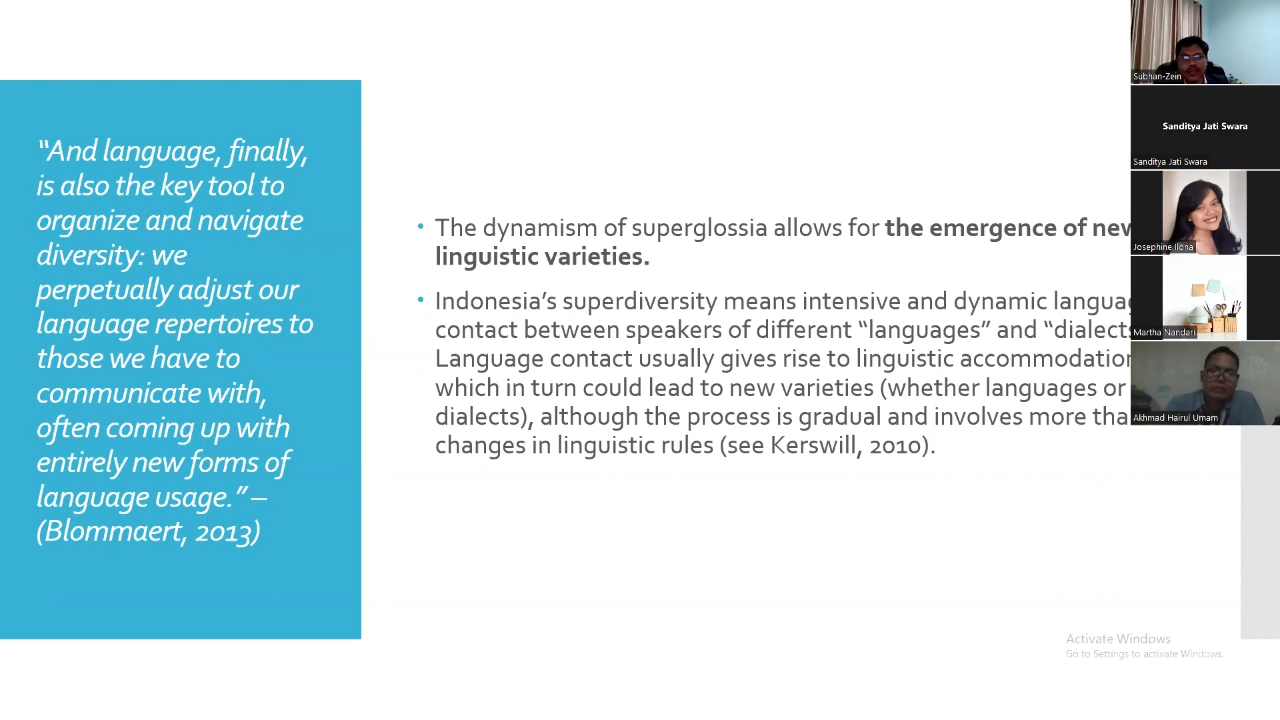 “And language, finally,
is also the key tool to
organize and navigate
diversity: we
perpetually adjust our
language repertoires to
those we have to
communicate with,
often coming up with
entirely new forms of
language usage.” –
(Blommaert, 2013)
• The dynamism of superglossia allows for the emergence of new
linguistic varieties.
• Indonesia’s superdiversity means intensive and dynamic
contact between speakers of different “languages” and “dialects
Language contact usually gives rise to linguistic accommodation
which in turn could lead to new varieties (whether languages or
dialects), although the process is gradual and involves more
changes in linguistic rules (see Kerswill, 2010).
Subhan-Zein
Sanditya Jati Swara
Sanditya Jati Swara
Josephine Ilona
Martha Nandari
Akhmad Hairul Umam
Activate Windows
Go to Settings to activate Windows.